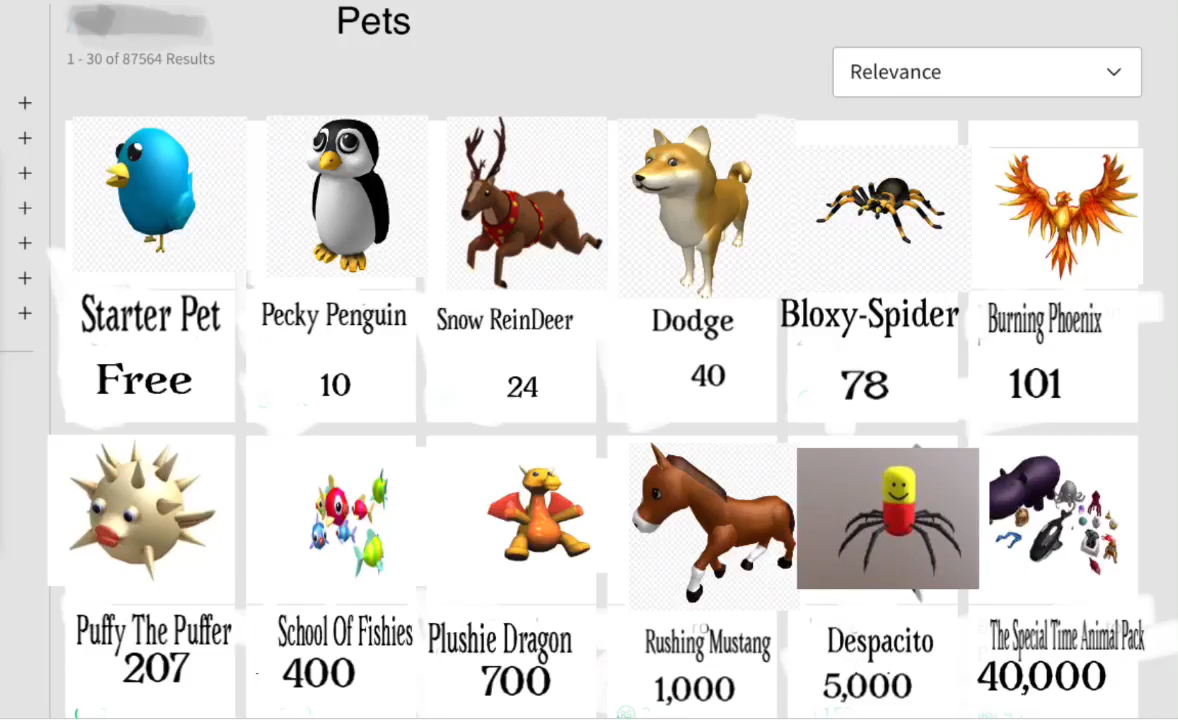 Pets
1 - 30 of 87564 Results
Relevance
Starter Pet
Pecky Penguin
Snow ReinDeer
Dodge
Bloxy-Spider
Burning Phoenix
Free
10
24
40
78
101
Puffy The Puffer
School Of Fishies
Plushie Dragon
Rushing Mustang
Despacito
The Special Time Animal Pack
207
400
700
1,000
5,000
40,000